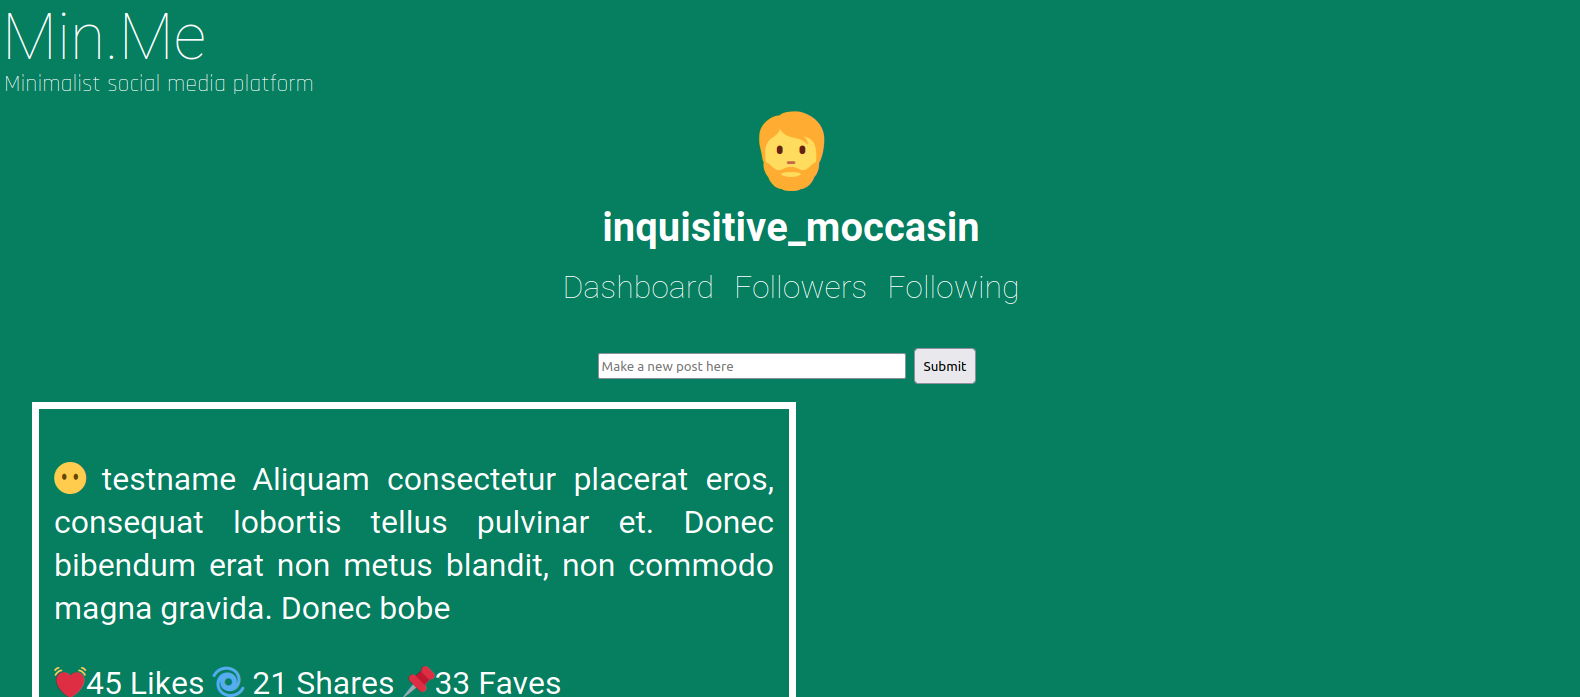 Min.Me
Minimalist social media platform
inquisitive_moccasin
Dashboard Followers Following
Make a new post here Submit
testname Aliquam consectetur placerat eros,
consequat lobortis tellus pulvinar et. Donec
bibendum erat non metus blandit, non commodo
magna gravida. Donec bobe
45 Likes 21 Shares 33 Faves